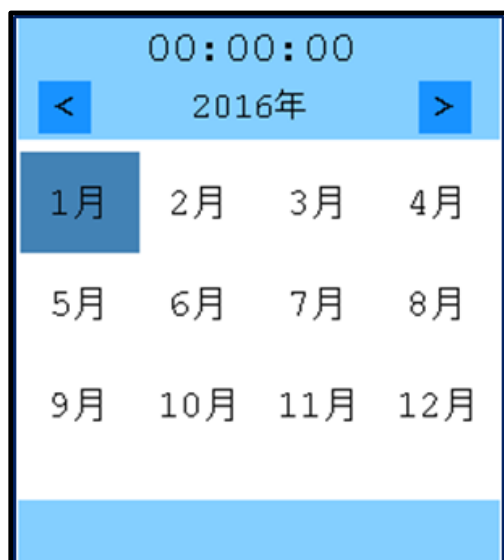 00:00:00
< 2016年 >
1月 2月 3月 4月
5月 6月 7月 8月
9月 10月 11月 12月